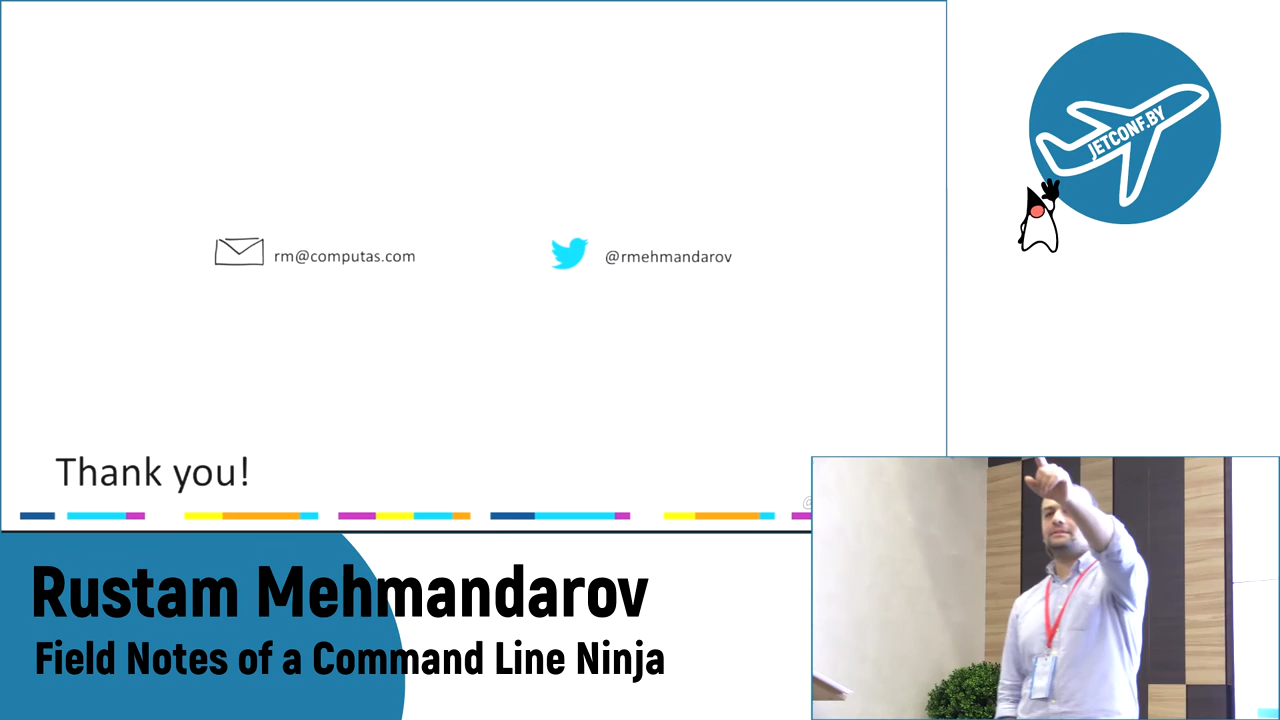 JETCONF.BY
rm@computas.com
@rmehmandarov
Thank you!
@
Rustam Mehmandarov
Field Notes of a Command Line Ninja